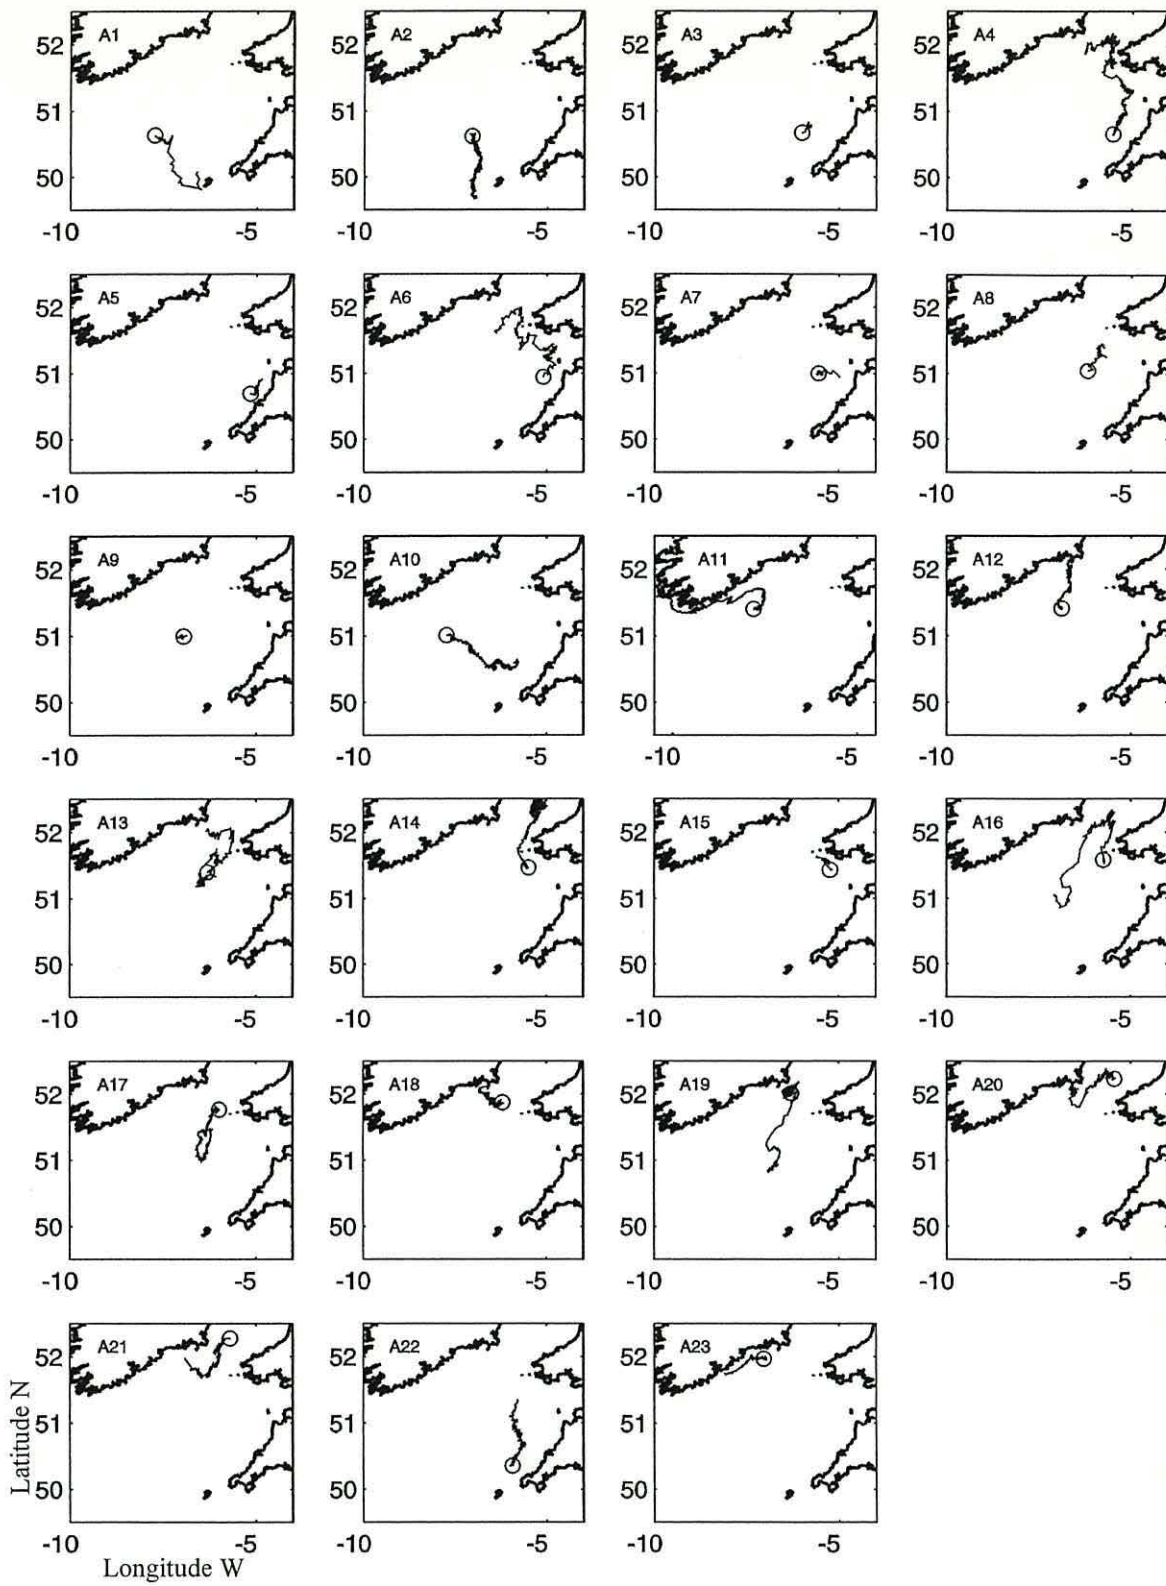 A1 A2 A3 A4
52 52 52 52
51 51 51 51
50 50 50 50
-10 -5 -10 -5 -10 -5 -10 -5
A5 A6 A7 A8
52 52 52 52
51 51 51 51
50 50 50 50
-10 -5 -10 -5 -10 -5 -10 -5
A9 A10 A11 A12
52 52 52 52
51 51 51 51
50 50 50 50
-10 -5 -10 -5 -10 -5 -10 -5
A13 A14 A15 A16
52 52 52 52
51 51 51 51
50 50 50 50
-10 -5 -10 -5 -10 -5 -10 -5
A17 A18 A19 A20
52 52 52 52
51 51 51 51
50 50 50 50
-10 -5 -10 -5 -10 -5 -10 -5
A21 A22 A23
52 52 52
51 51 51
50 50 50
-10 -5 -10 -5 -10 -5
Latitude N
Longitude W